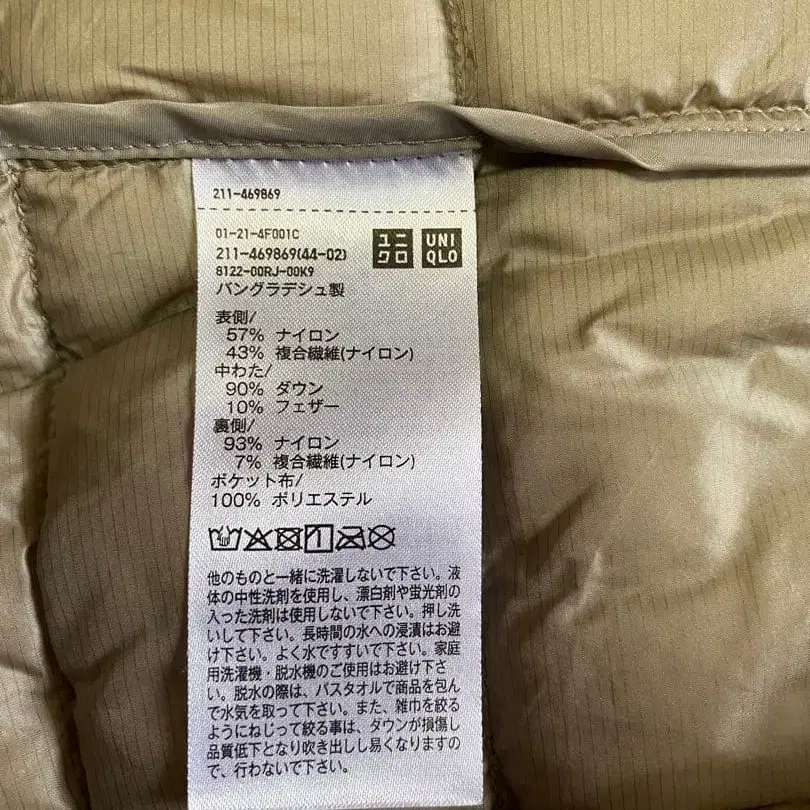 211-469869
01-21-4F001C
211-469869(44-02)
8122-00RJ-00K9
ユニ
クロ
UNI
QLO
バングラデシュ製
表側/
57% ナイロン
43% 複合繊維(ナイロン)
中わた/
90% ダウン
10% フェザー
裏側/
93% ナイロン
7% 複合繊維(ナイロン)
ポケット布/
100% ポリエステル
他のものと一緒に洗濯しないで下さい。液
体の中性洗剤を使用し、漂白剤や蛍光剤の
入った洗剤は使用しないで下さい。押し洗
いして下さい。長時間の水への浸漬はお避
け下さい。よく水ですすいで下さい。家庭
用洗濯機・脱水機のご使用はお避け下さ
い。脱水の際は、バスタオルで商品を包ん
で水気を取って下さい。また、雑巾を絞る
ようにねじって絞る事は、ダウンが損傷し
品質低下となり吹き出しし易くなりますの
で、行わないで下さい。